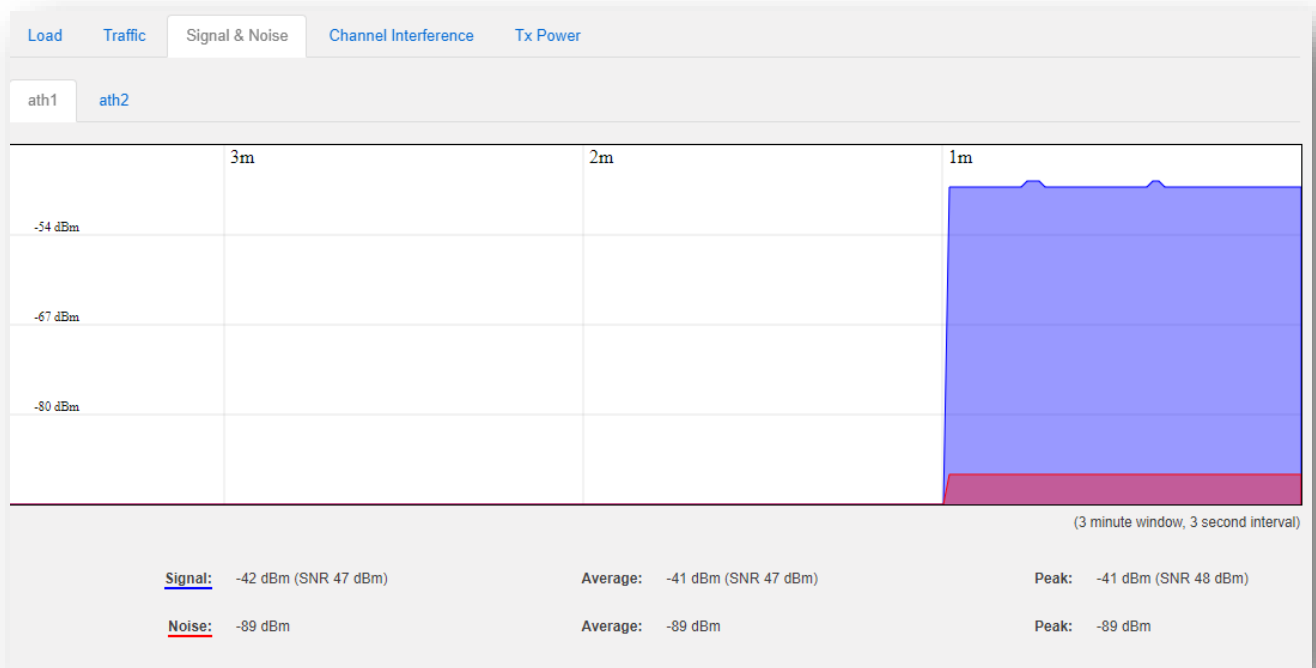 Load Traffic Signal & Noise Channel Interference Tx Power
ath1 ath2
3m 2m 1m
-54 dBm
-67 dBm
-80 dBm
(3 minute window, 3 second interval)
Signal: -42 dBm (SNR 47 dBm) Average: -41 dBm (SNR 47 dBm) Peak: -41 dBm (SNR 48 dBm)
Noise: -89 dBm Average: -89 dBm Peak: -89 dBm